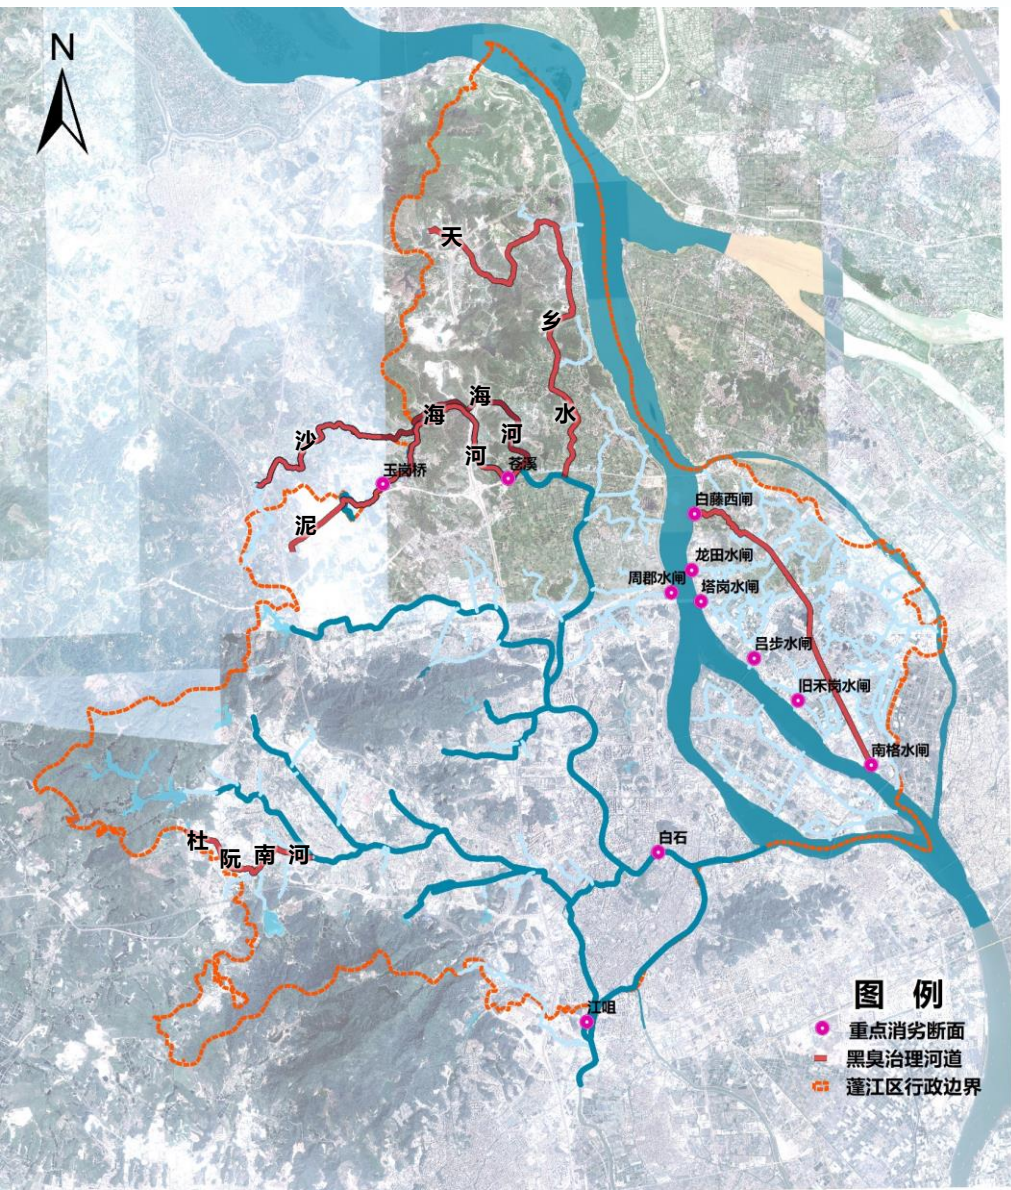 N
天
乡
水
海
河
海
河
沙
苍溪
玉岗桥
泥
白藤西闸
龙田水闸
周郡水闸
塔岗水闸
吕步水闸
旧禾岗水闸
南格水闸
杜阮南河
白石
江咀
图 例
重点消劣断面
黑臭治理河道
蓬江区行政边界